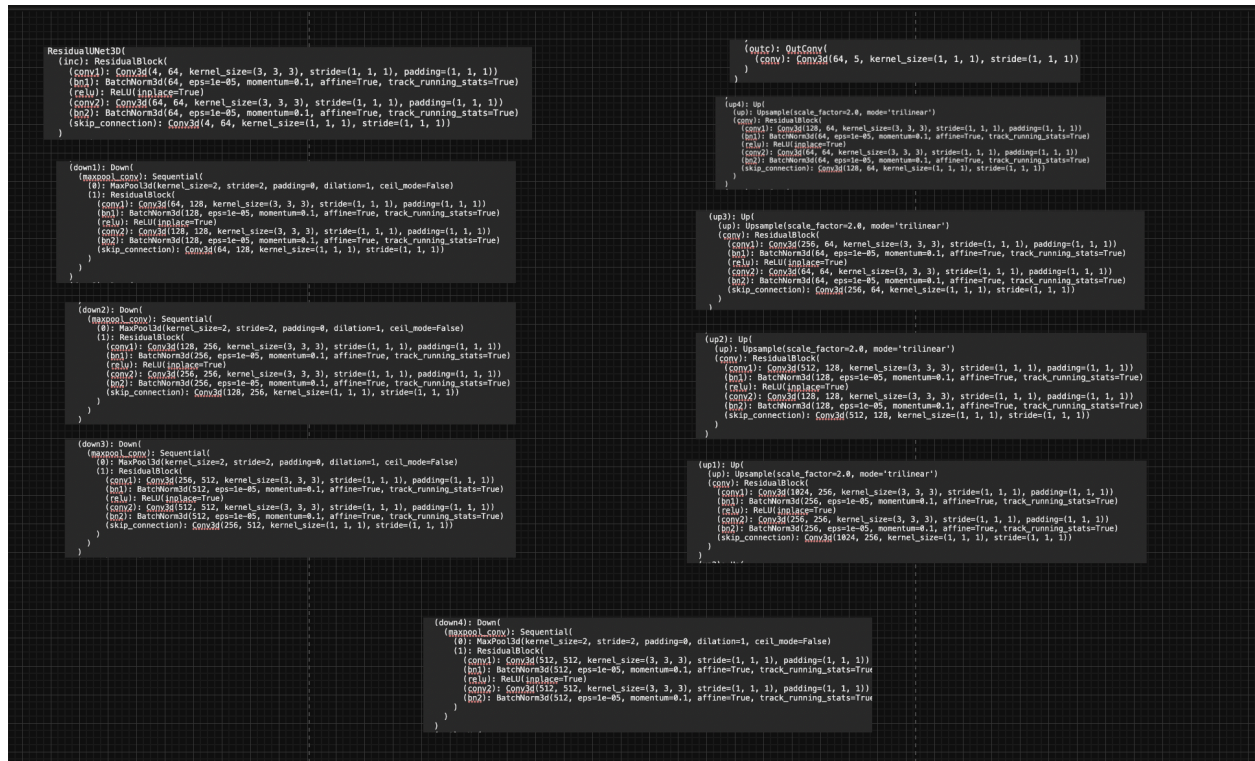 ResidualUNet3D(
(inc): ResidualBlock(
(conv1): Conv3d(4, 64, kernel_size=(3, 3, 3), stride=(1, 1, 1), padding=(1, 1, 1))
(bn1): BatchNorm3d(64, eps=1e-05, momentum=0.1, affine=True, track_running_stats=True)
(relu): ReLU(inplace=True)
(conv2): Conv3d(64, 64, kernel_size=(3, 3, 3), stride=(1, 1, 1), padding=(1, 1, 1))
(bn2): BatchNorm3d(64, eps=1e-05, momentum=0.1, affine=True, track_running_stats=True)
(skip_connection): Conv3d(4, 64, kernel_size=(1, 1, 1), stride=(1, 1, 1))
)
(down1): Down(
(maxpool_conv): Sequential(
(0): MaxPool3d(kernel_size=2, stride=2, padding=0, dilation=1, ceil_mode=False)
(1): ResidualBlock(
(conv1): Conv3d(64, 128, kernel_size=(3, 3, 3), stride=(1, 1, 1), padding=(1, 1, 1))
(bn1): BatchNorm3d(128, eps=1e-05, momentum=0.1, affine=True, track_running_stats=True)
(relu): ReLU(inplace=True)
(conv2): Conv3d(128, 128, kernel_size=(3, 3, 3), stride=(1, 1, 1), padding=(1, 1, 1))
(bn2): BatchNorm3d(128, eps=1e-05, momentum=0.1, affine=True, track_running_stats=True)
(skip_connection): Conv3d(64, 128, kernel_size=(1, 1, 1), stride=(1, 1, 1))
)
)
)
(down2): Down(
(maxpool_conv): Sequential(
(0): MaxPool3d(kernel_size=2, stride=2, padding=0, dilation=1, ceil_mode=False)
(1): ResidualBlock(
(conv1): Conv3d(128, 256, kernel_size=(3, 3, 3), stride=(1, 1, 1), padding=(1, 1, 1))
(bn1): BatchNorm3d(256, eps=1e-05, momentum=0.1, affine=True, track_running_stats=True)
(relu): ReLU(inplace=True)
(conv2): Conv3d(256, 256, kernel_size=(3, 3, 3), stride=(1, 1, 1), padding=(1, 1, 1))
(bn2): BatchNorm3d(256, eps=1e-05, momentum=0.1, affine=True, track_running_stats=True)
(skip_connection): Conv3d(128, 256, kernel_size=(1, 1, 1), stride=(1, 1, 1))
)
)
)
(down3): Down(
(maxpool_conv): Sequential(
(0): MaxPool3d(kernel_size=2, stride=2, padding=0, dilation=1, ceil_mode=False)
(1): ResidualBlock(
(conv1): Conv3d(256, 512, kernel_size=(3, 3, 3), stride=(1, 1, 1), padding=(1, 1, 1))
(bn1): BatchNorm3d(512, eps=1e-05, momentum=0.1, affine=True, track_running_stats=True)
(relu): ReLU(inplace=True)
(conv2): Conv3d(512, 512, kernel_size=(3, 3, 3), stride=(1, 1, 1), padding=(1, 1, 1))
(bn2): BatchNorm3d(512, eps=1e-05, momentum=0.1, affine=True, track_running_stats=True)
(skip_connection): Conv3d(256, 512, kernel_size=(1, 1, 1), stride=(1, 1, 1))
)
)
)
(down4): Down(
(maxpool_conv): Sequential(
(0): MaxPool3d(kernel_size=2, stride=2, padding=0, dilation=1, ceil_mode=False)
(1): ResidualBlock(
(conv1): Conv3d(512, 512, kernel_size=(3, 3, 3), stride=(1, 1, 1), padding=(1, 1, 1))
(bn1): BatchNorm3d(512, eps=1e-05, momentum=0.1, affine=True, track_running_stats=True
(relu): ReLU(inplace=True)
(conv2): Conv3d(512, 512, kernel_size=(3, 3, 3), stride=(1, 1, 1), padding=(1, 1, 1))
(bn2): BatchNorm3d(512, eps=1e-05, momentum=0.1, affine=True, track_running_stats=True
)
)
)
(outc): OutConv(
(conv): Conv3d(64, 5, kernel_size=(1, 1, 1), stride=(1, 1, 1))
)
)
(up4): Up(
(up): Upsample(scale_factor=2.0, mode='trilinear')
(conv): ResidualBlock(
(conv1): Conv3d(128, 64, kernel_size=(3, 3, 3), stride=(1, 1, 1), padding=(1, 1, 1))
(bn1): BatchNorm3d(64, eps=1e-05, momentum=0.1, affine=True, track_running_stats=True)
(relu): ReLU(inplace=True)
(conv2): Conv3d(64, 64, kernel_size=(3, 3, 3), stride=(1, 1, 1), padding=(1, 1, 1))
(bn2): BatchNorm3d(64, eps=1e-05, momentum=0.1, affine=True, track_running_stats=True)
(skip_connection): Conv3d(128, 64, kernel_size=(1, 1, 1), stride=(1, 1, 1))
)
)
(up3): Up(
(up): Upsample(scale_factor=2.0, mode='trilinear')
(conv): ResidualBlock(
(conv1): Conv3d(256, 64, kernel_size=(3, 3, 3), stride=(1, 1, 1), padding=(1, 1, 1))
(bn1): BatchNorm3d(64, eps=1e-05, momentum=0.1, affine=True, track_running_stats=True)
(relu): ReLU(inplace=True)
(conv2): Conv3d(64, 64, kernel_size=(3, 3, 3), stride=(1, 1, 1), padding=(1, 1, 1))
(bn2): BatchNorm3d(64, eps=1e-05, momentum=0.1, affine=True, track_running_stats=True)
(skip_connection): Conv3d(256, 64, kernel_size=(1, 1, 1), stride=(1, 1, 1))
)
)
(up2): Up(
(up): Upsample(scale_factor=2.0, mode='trilinear')
(conv): ResidualBlock(
(conv1): Conv3d(512, 128, kernel_size=(3, 3, 3), stride=(1, 1, 1), padding=(1, 1, 1))
(bn1): BatchNorm3d(128, eps=1e-05, momentum=0.1, affine=True, track_running_stats=True)
(relu): ReLU(inplace=True)
(conv2): Conv3d(128, 128, kernel_size=(3, 3, 3), stride=(1, 1, 1), padding=(1, 1, 1))
(bn2): BatchNorm3d(128, eps=1e-05, momentum=0.1, affine=True, track_running_stats=True)
(skip_connection): Conv3d(512, 128, kernel_size=(1, 1, 1), stride=(1, 1, 1))
)
)
(up1): Up(
(up): Upsample(scale_factor=2.0, mode='trilinear')
(conv): ResidualBlock(
(conv1): Conv3d(1024, 256, kernel_size=(3, 3, 3), stride=(1, 1, 1), padding=(1, 1, 1))
(bn1): BatchNorm3d(256, eps=1e-05, momentum=0.1, affine=True, track_running_stats=True)
(relu): ReLU(inplace=True)
(conv2): Conv3d(256, 256, kernel_size=(3, 3, 3), stride=(1, 1, 1), padding=(1, 1, 1))
(bn2): BatchNorm3d(256, eps=1e-05, momentum=0.1, affine=True, track_running_stats=True)
(skip_connection): Conv3d(1024, 256, kernel_size=(1, 1, 1), stride=(1, 1, 1))
)
)